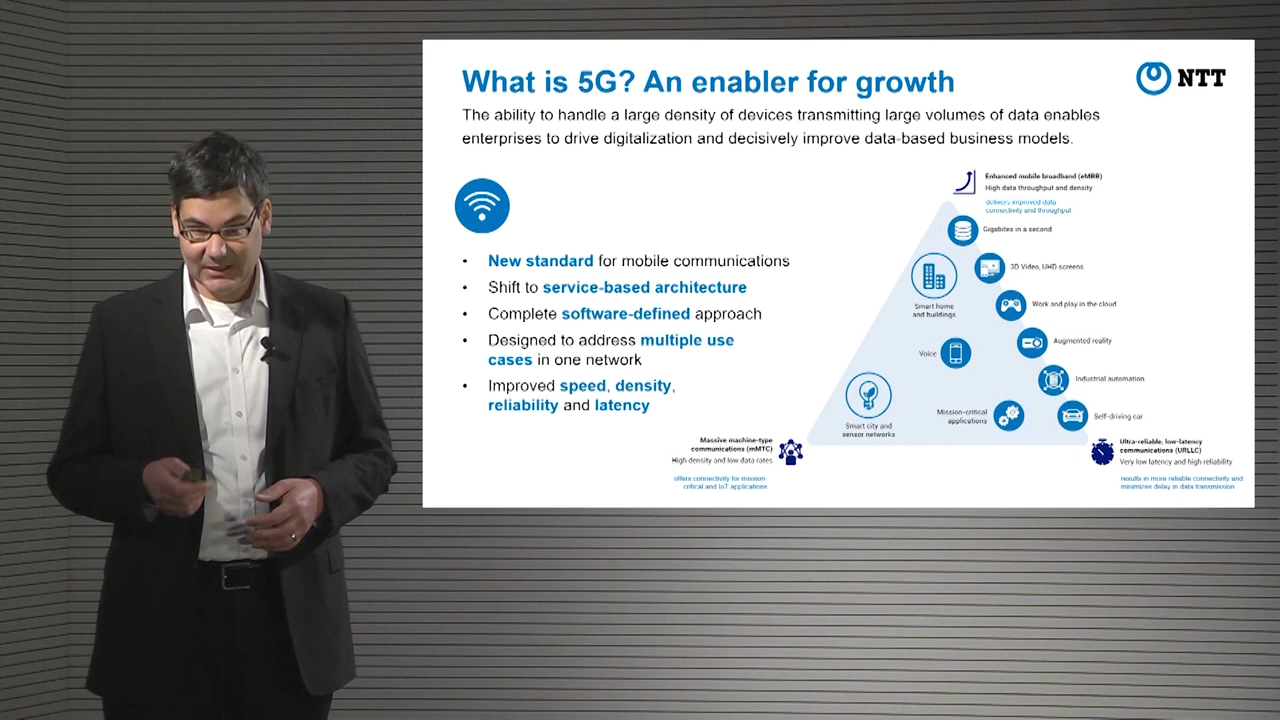 What is 5G? An enabler for growth
NTT
The ability to handle a large density of devices transmitting large volumes of data enables
enterprises to drive digitalization and decisively improve data-based business models.
• New standard for mobile communications
• Shift to service-based architecture
• Complete software-defined approach
• Designed to address multiple use
cases in one network
• Improved speed, density,
reliability and latency
Enhanced mobile broadband (eMBB)
High data throughput and density
delivers improved data
connectivity and throughput
Gigabites in a second
3D Video, UHD screens
Smart home
and buildings
Work and play in the cloud
Augmented reality
Voice
Industrial automation
Mission-critical
applications
Self-driving car
Smart city and
sensor networks
Massive machine-type
communications (mMTC)
High density and low data rates
offers connectivity for mission-
critical and IoT applications
Ultra-reliable, low-latency
communications (URLLC)
Very low latency and high reliability
results in more reliable connectivity and
minimizes delay in data transmission